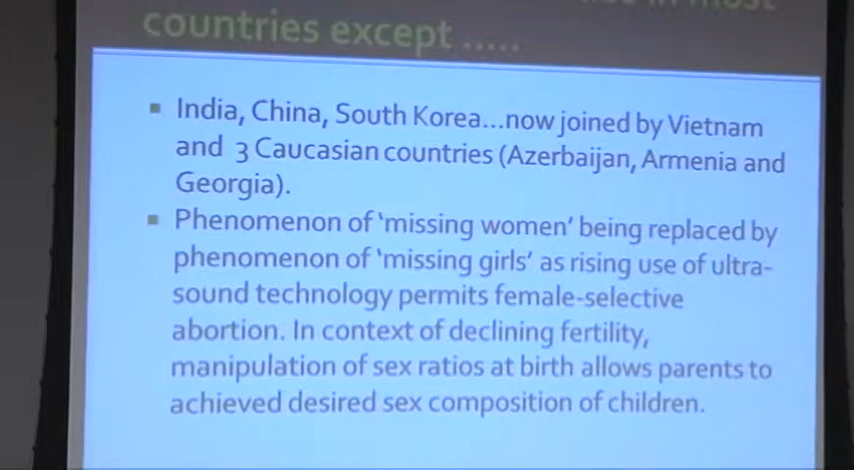 countries except .....
▪ India, China, South Korea...now joined by Vietnam
and 3 Caucasian countries (Azerbaijan, Armenia and
Georgia).
▪ Phenomenon of ‘missing women’ being replaced by
phenomenon of ‘missing girls’ as rising use of ultra-
sound technology permits female-selective
abortion. In context of declining fertility,
manipulation of sex ratios at birth allows parents to
achieved desired sex composition of children.